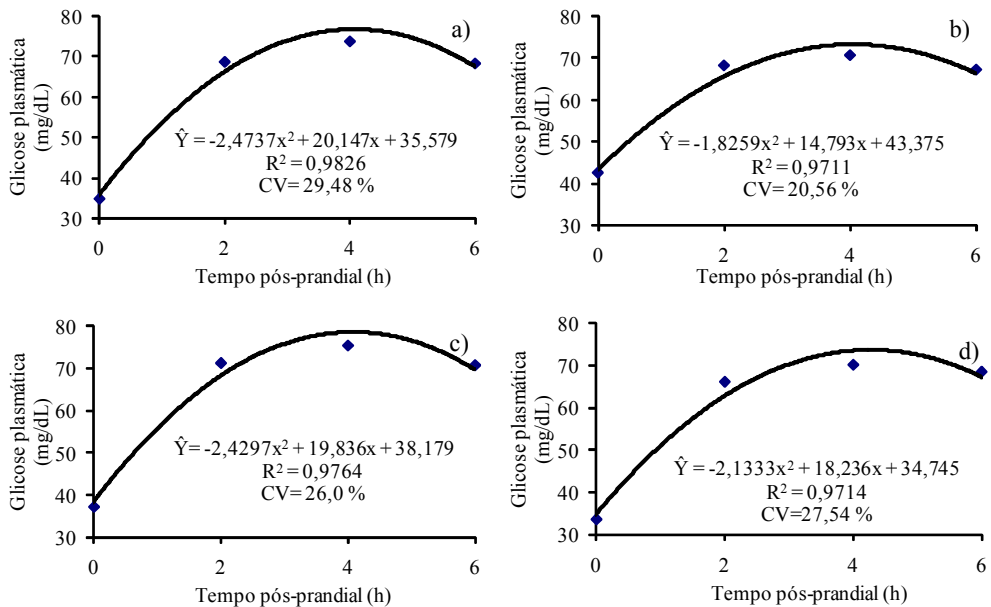 a)
Glicose plasmática
(mg/dL)
80
70
60
50
40
30
Ŷ = -2,4737x² + 20,147x + 35,579
R² = 0,9826
CV= 29,48 %
0 2 4 6
Tempo pós-prandial (h)
b)
Glicose plasmática
(mg/dL)
80
70
60
50
40
30
Ŷ = -1,8259x² + 14,793x + 43,375
R² = 0,9711
CV= 20,56 %
0 2 4 6
Tempo pós-prandial (h)
c)
Glicose plasmática
(mg/dL)
80
70
60
50
40
30
Ŷ= -2,4297x² + 19,836x + 38,179
R² = 0,9764
CV= 26,0 %
0 2 4 6
Tempo pós-prandial (h)
d)
Glicose plasmática
(mg/dL)
80
70
60
50
40
30
Ŷ = -2,1333x² + 18,236x + 34,745
R² = 0,9714
CV=27,54 %
0 2 4 6
Tempo pós-prandial (h)